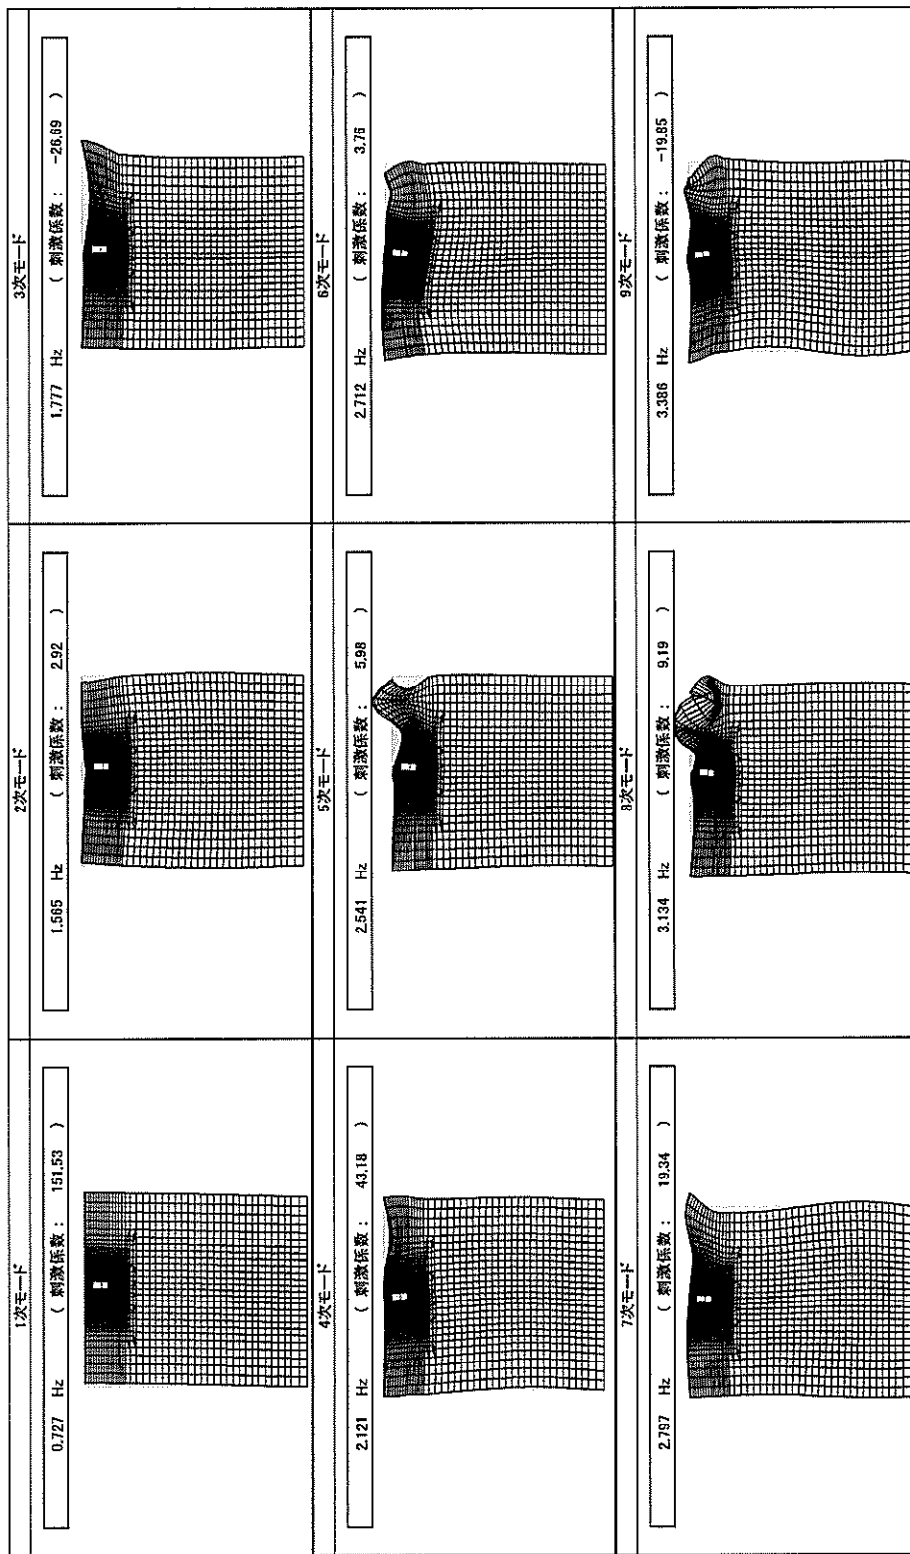 1次モード
0.727 Hz ( 刺激係数: 151.53 )
2次モード
1.565 Hz ( 刺激係数: 2.92 )
3次モード
1.777 Hz ( 刺激係数: -26.69 )
4次モード
2.121 Hz ( 刺激係数: 43.18 )
5次モード
2.541 Hz ( 刺激係数: 5.98 )
6次モード
2.712 Hz ( 刺激係数: 3.76 )
7次モード
2.797 Hz ( 刺激係数: 19.34 )
8次モード
3.134 Hz ( 刺激係数: 9.19 )
9次モード
3.386 Hz ( 刺激係数: -19.85 )